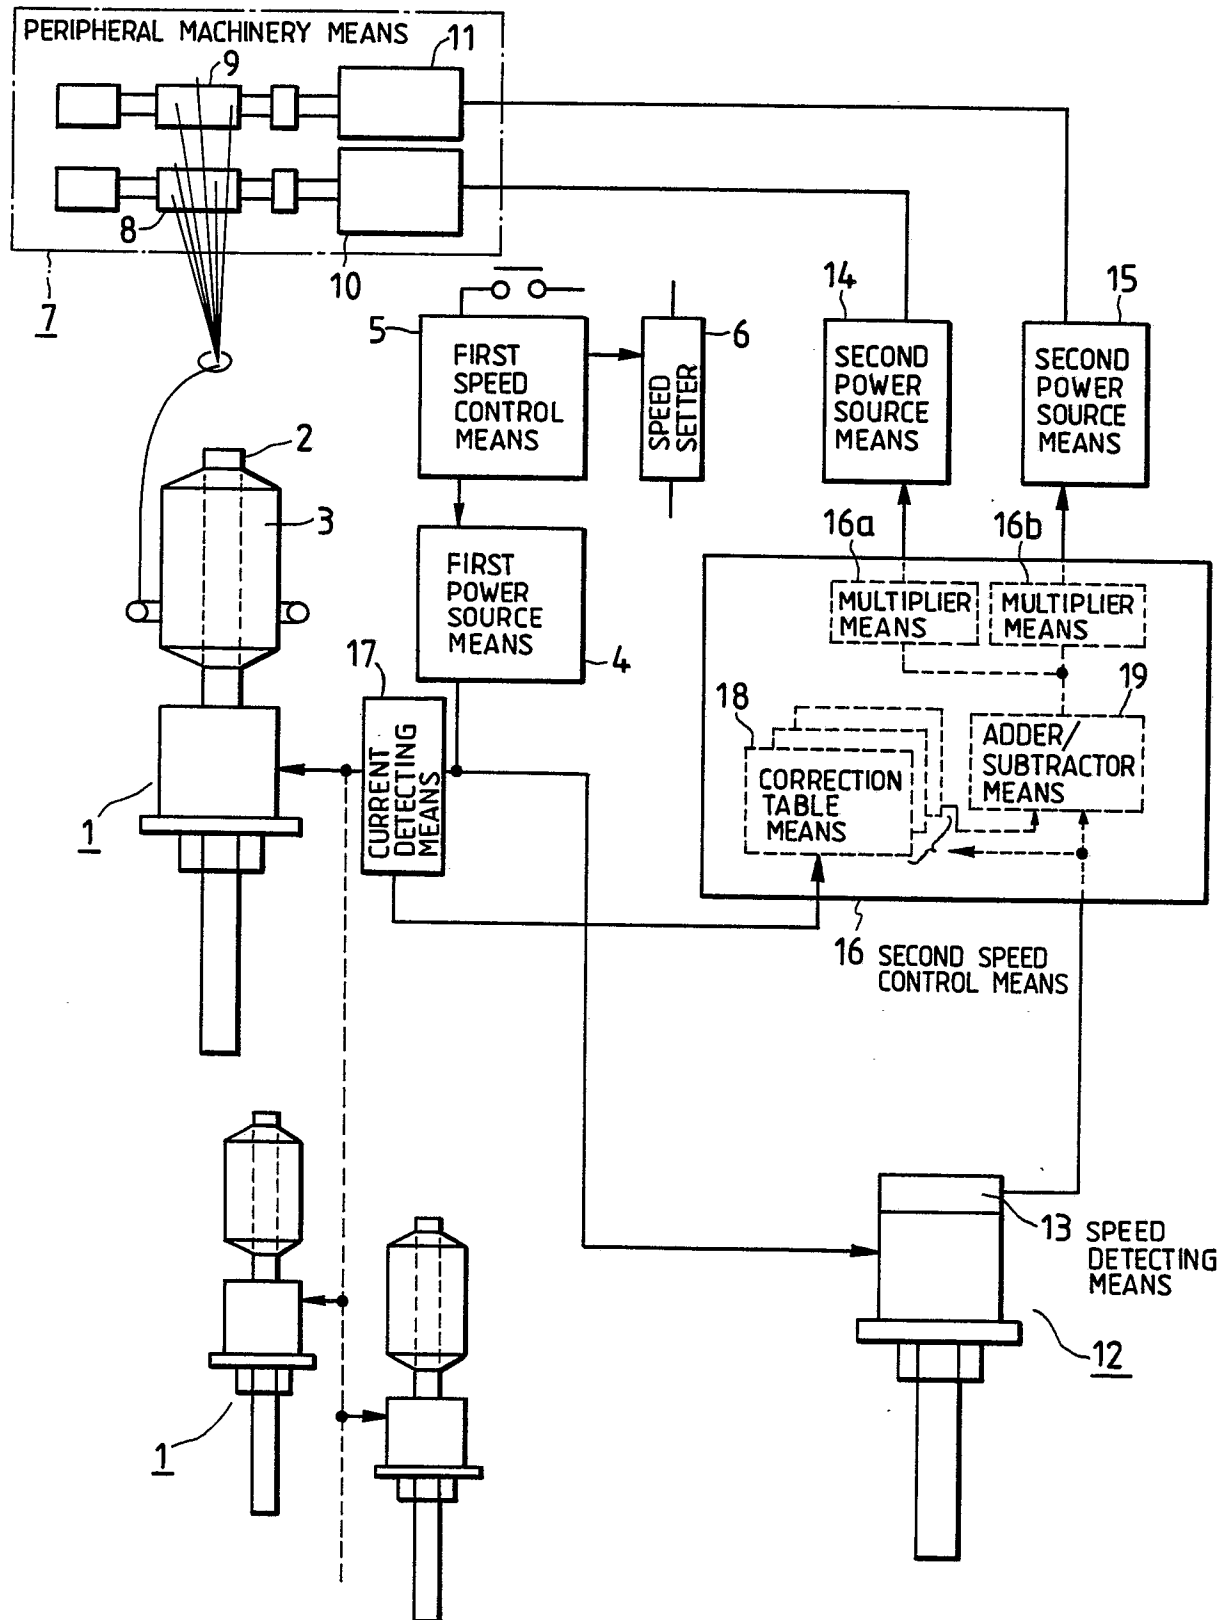 PERIPHERAL MACHINERY MEANS
11
9
8
10
7
5
FIRST
SPEED
CONTROL
MEANS
6
SPEED
SETTER
14
SECOND
POWER
SOURCE
MEANS
15
SECOND
POWER
SOURCE
MEANS
2
3
FIRST
POWER
SOURCE
MEANS
4
16a
MULTIPLIER
MEANS
16b
MULTIPLIER
MEANS
17
CURRENT
DETECTING
MEANS
18
CORRECTION
TABLE
MEANS
19
ADDER/
SUBTRACTOR
MEANS
1
16 SECOND SPEED
CONTROL MEANS
13 SPEED
DETECTING
MEANS
12
1